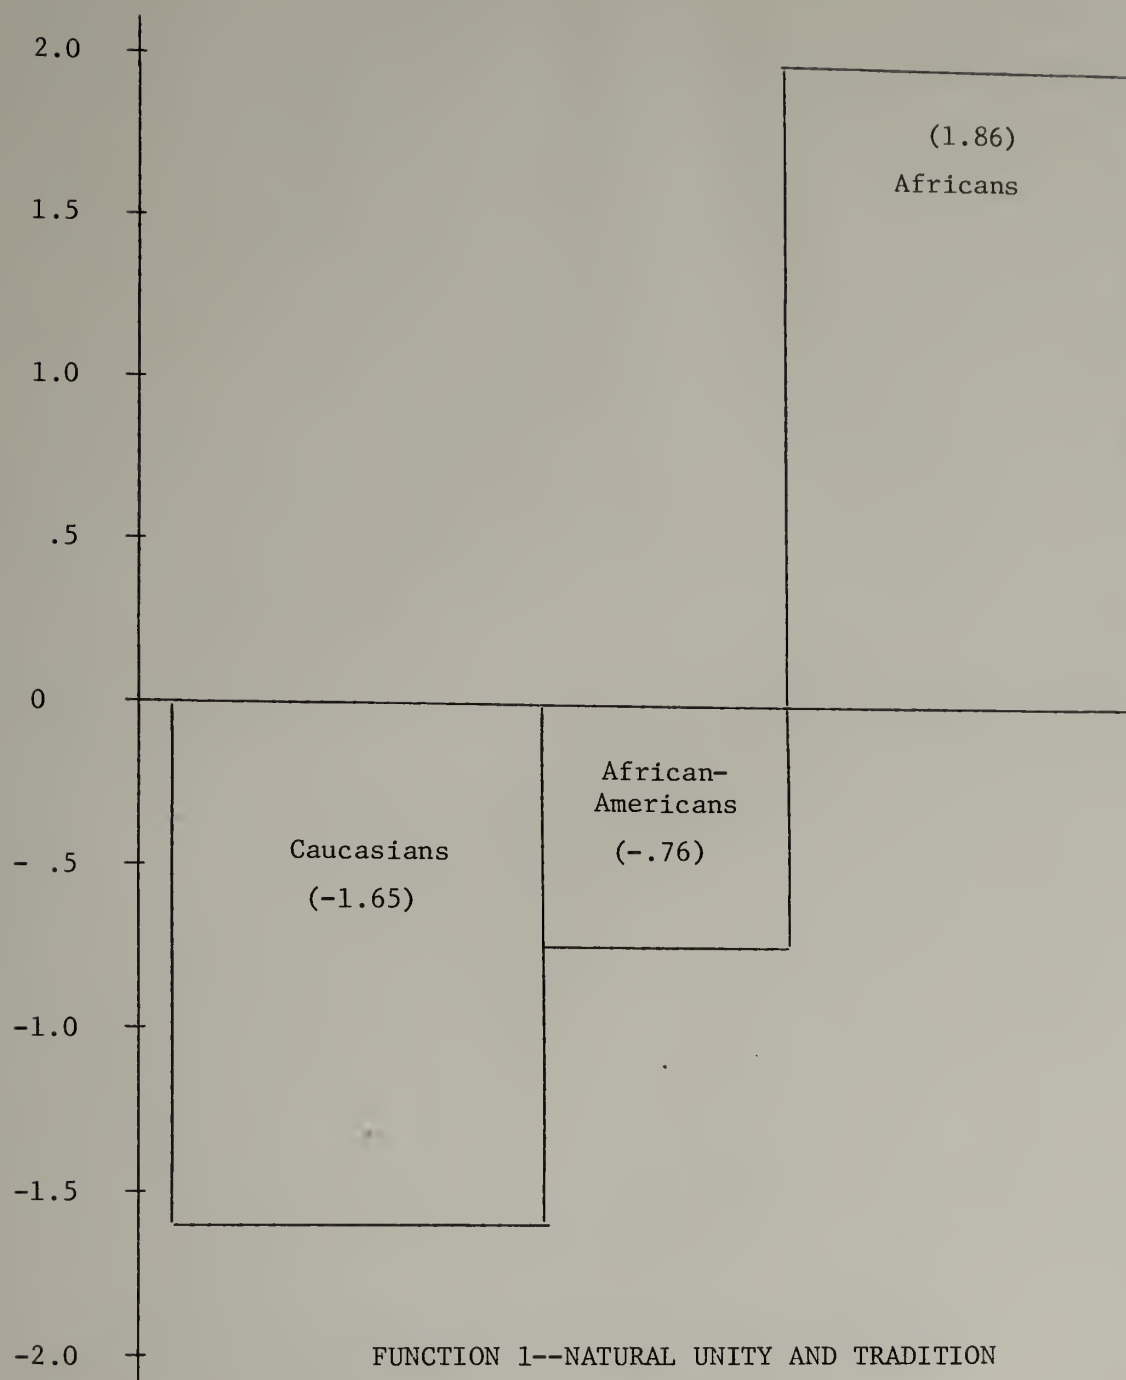 2.0
(1.86)
Africans
1.5
1.0
.5
0
African-
Americans
(-.76)
Caucasians
(-1.65)
- .5
-1.0
-1.5
-2.0
FUNCTION 1--NATURAL UNITY AND TRADITION